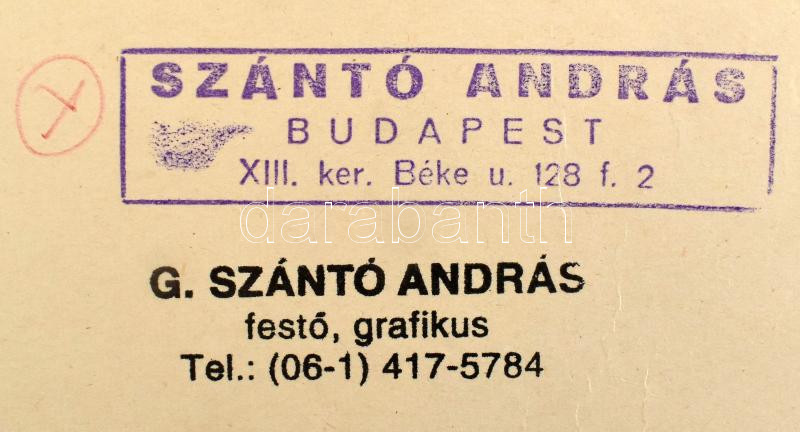 SZÁNTÓ ANDRÁS
BUDAPEST
XIII. ker. Béke u. 128 f. 2
darabanth
G. SZÁNTÓ ANDRÁS
festő, grafikus
Tel.: (06-1) 417-5784